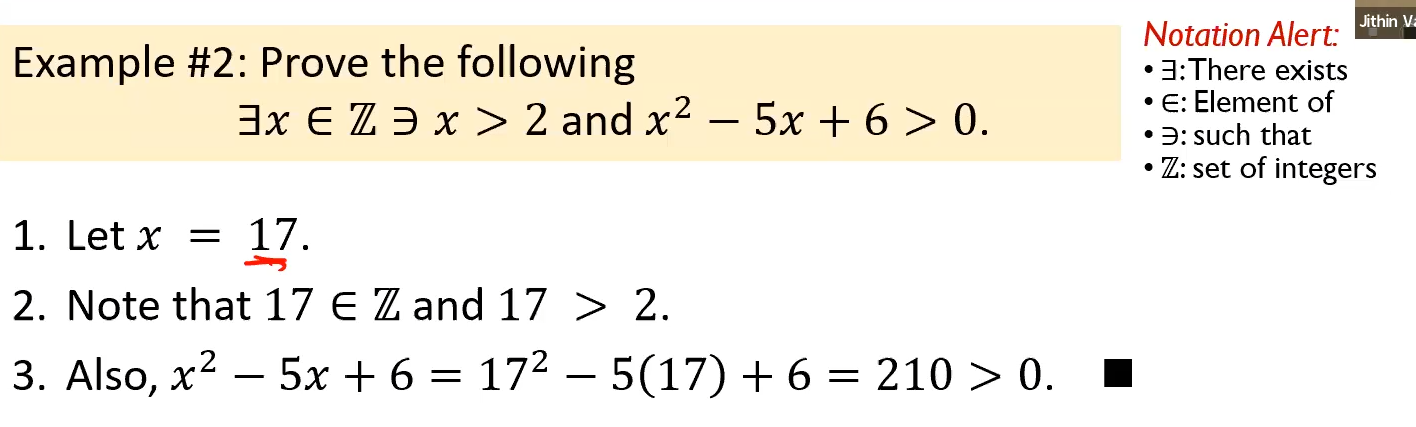 Example #2: Prove the following
∃x ∈ ℤ ∋ x > 2 and x² − 5x + 6 > 0.
Notation Alert:
• ∃: There exists
• ∈: Element of
• ∋: such that
• ℤ: set of integers
Jithin
1. Let x = 17.
2. Note that 17 ∈ ℤ and 17 > 2.
3. Also, x² − 5x + 6 = 17² − 5(17) + 6 = 210 > 0. ■